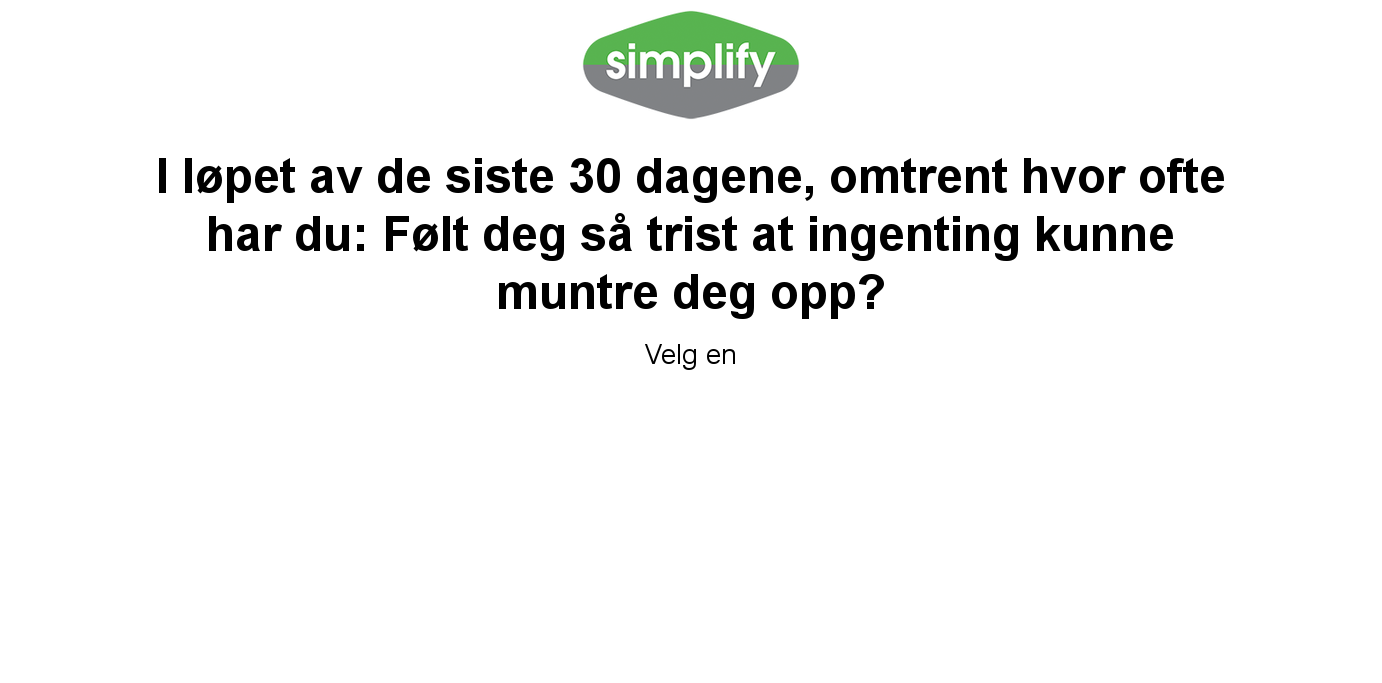 simplify
I løpet av de siste 30 dagene, omtrent hvor ofte
har du: Følt deg så trist at ingenting kunne
muntre deg opp?
Velg en